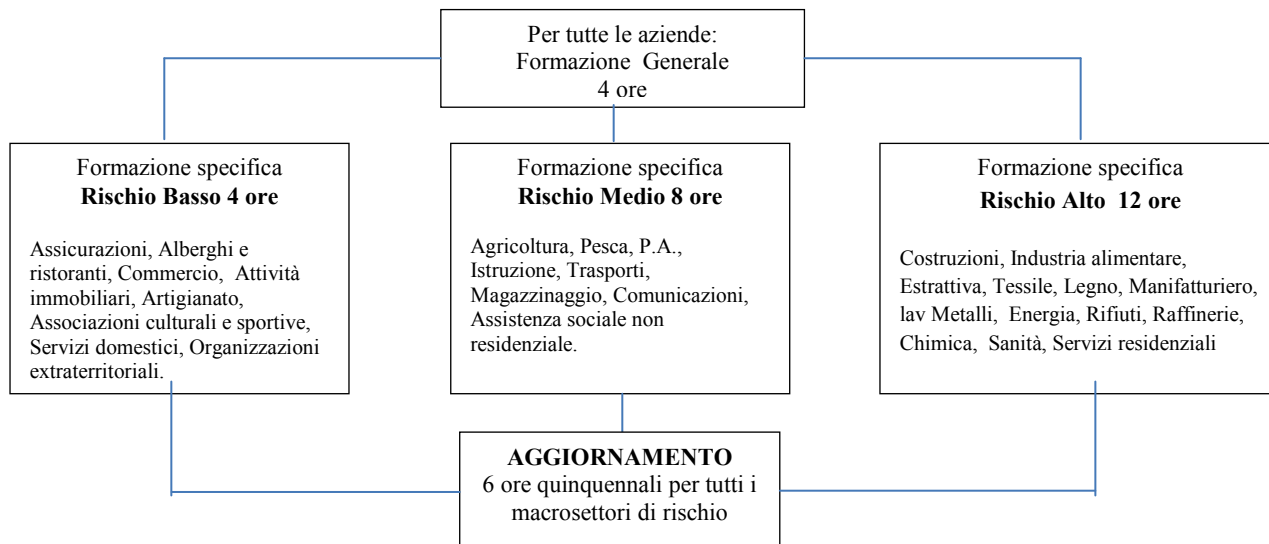 Per tutte le aziende:
Formazione Generale
4 ore
Formazione specifica
Rischio Basso 4 ore
Assicurazioni, Alberghi e
ristoranti, Commercio, Attività
immobiliari, Artigianato,
Associazioni culturali e sportive,
Servizi domestici, Organizzazioni
extraterritoriali.
Formazione specifica
Rischio Medio 8 ore
Agricoltura, Pesca, P.A.,
Istruzione, Trasporti,
Magazzinaggio, Comunicazioni,
Assistenza sociale non
residenziale.
Formazione specifica
Rischio Alto 12 ore
Costruzioni, Industria alimentare,
Estrattiva, Tessile, Legno, Manifatturiero,
lav Metalli, Energia, Rifiuti, Raffinerie,
Chimica, Sanità, Servizi residenziali
AGGIORNAMENTO
6 ore quinquennali per tutti i
macrosettori di rischio